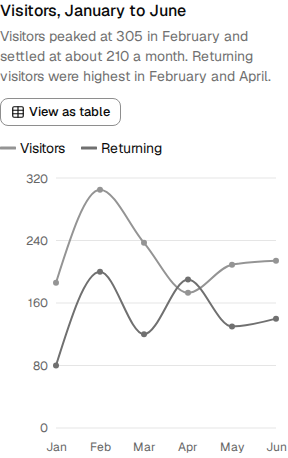 Visitors, January to June
Visitors peaked at 305 in February and
settled at about 210 a month. Returning
visitors were highest in February and April.
View as table
Visitors Returning
320
240
160
80
0
Jan Feb Mar Apr May Jun